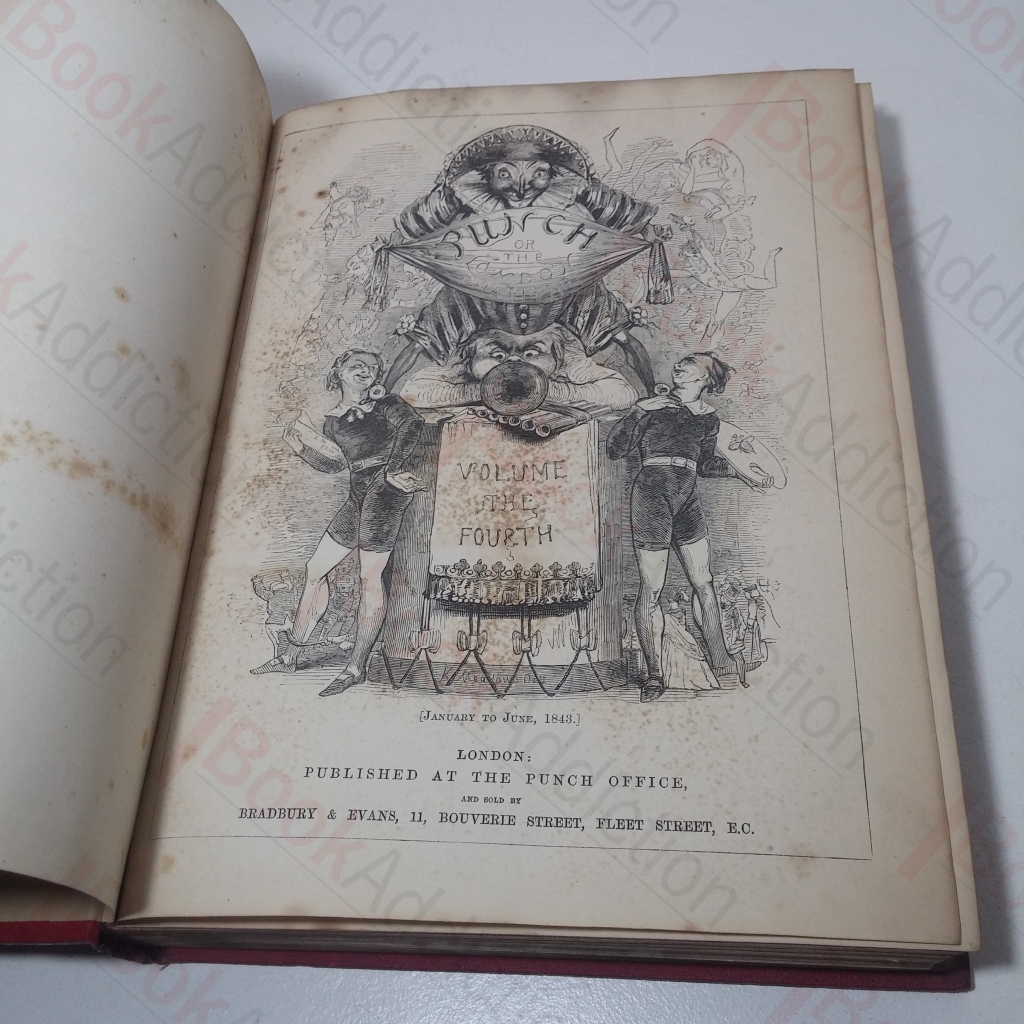 PUNCH
OR
THE
VOLUME
THE
FOURTH
[JANUARY TO JUNE, 1843.]
LONDON:
PUBLISHED AT THE PUNCH OFFICE,
AND SOLD BY
BRADBURY & EVANS, 11, BOUVERIE STREET, FLEET STREET, E.C.
BookAddiction